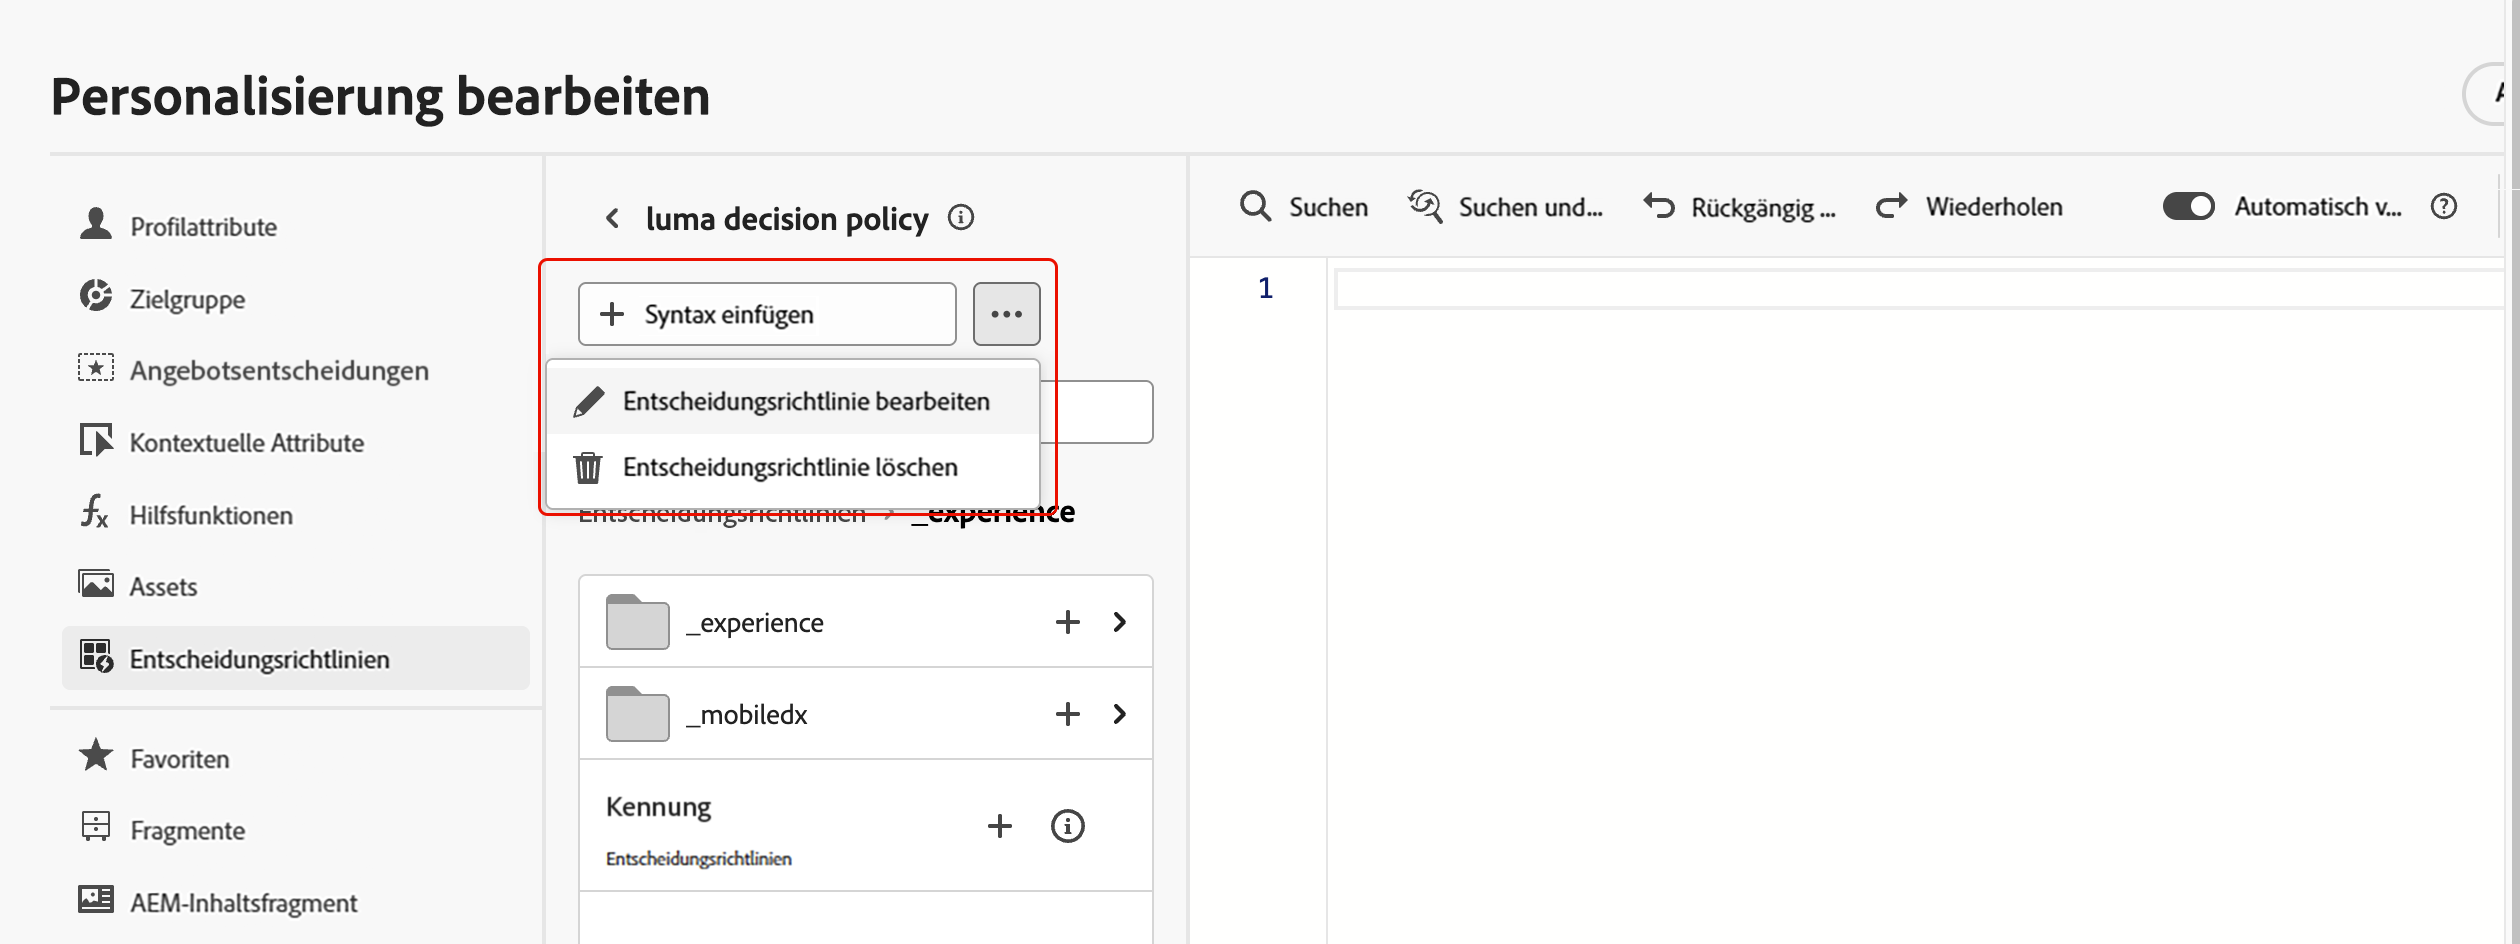 Personalisierung bearbeiten
Profilattribute
Zielgruppe
Angebotsentscheidungen
Kontextuelle Attribute
Hilfsfunktionen
Assets
Entscheidungsrichtlinien
Favoriten
Fragmente
AEM-Inhaltsfragment
luma decision policy
Syntax einfügen
Entscheidungsrichtlinie bearbeiten
Entscheidungsrichtlinie löschen
Entscheidungsrichtlinien > _experience
_experience
_mobiledx
Kennung
Entscheidungsrichtlinien
Suchen Suchen und... Rückgängig ... Wiederholen Automatisch v...
1